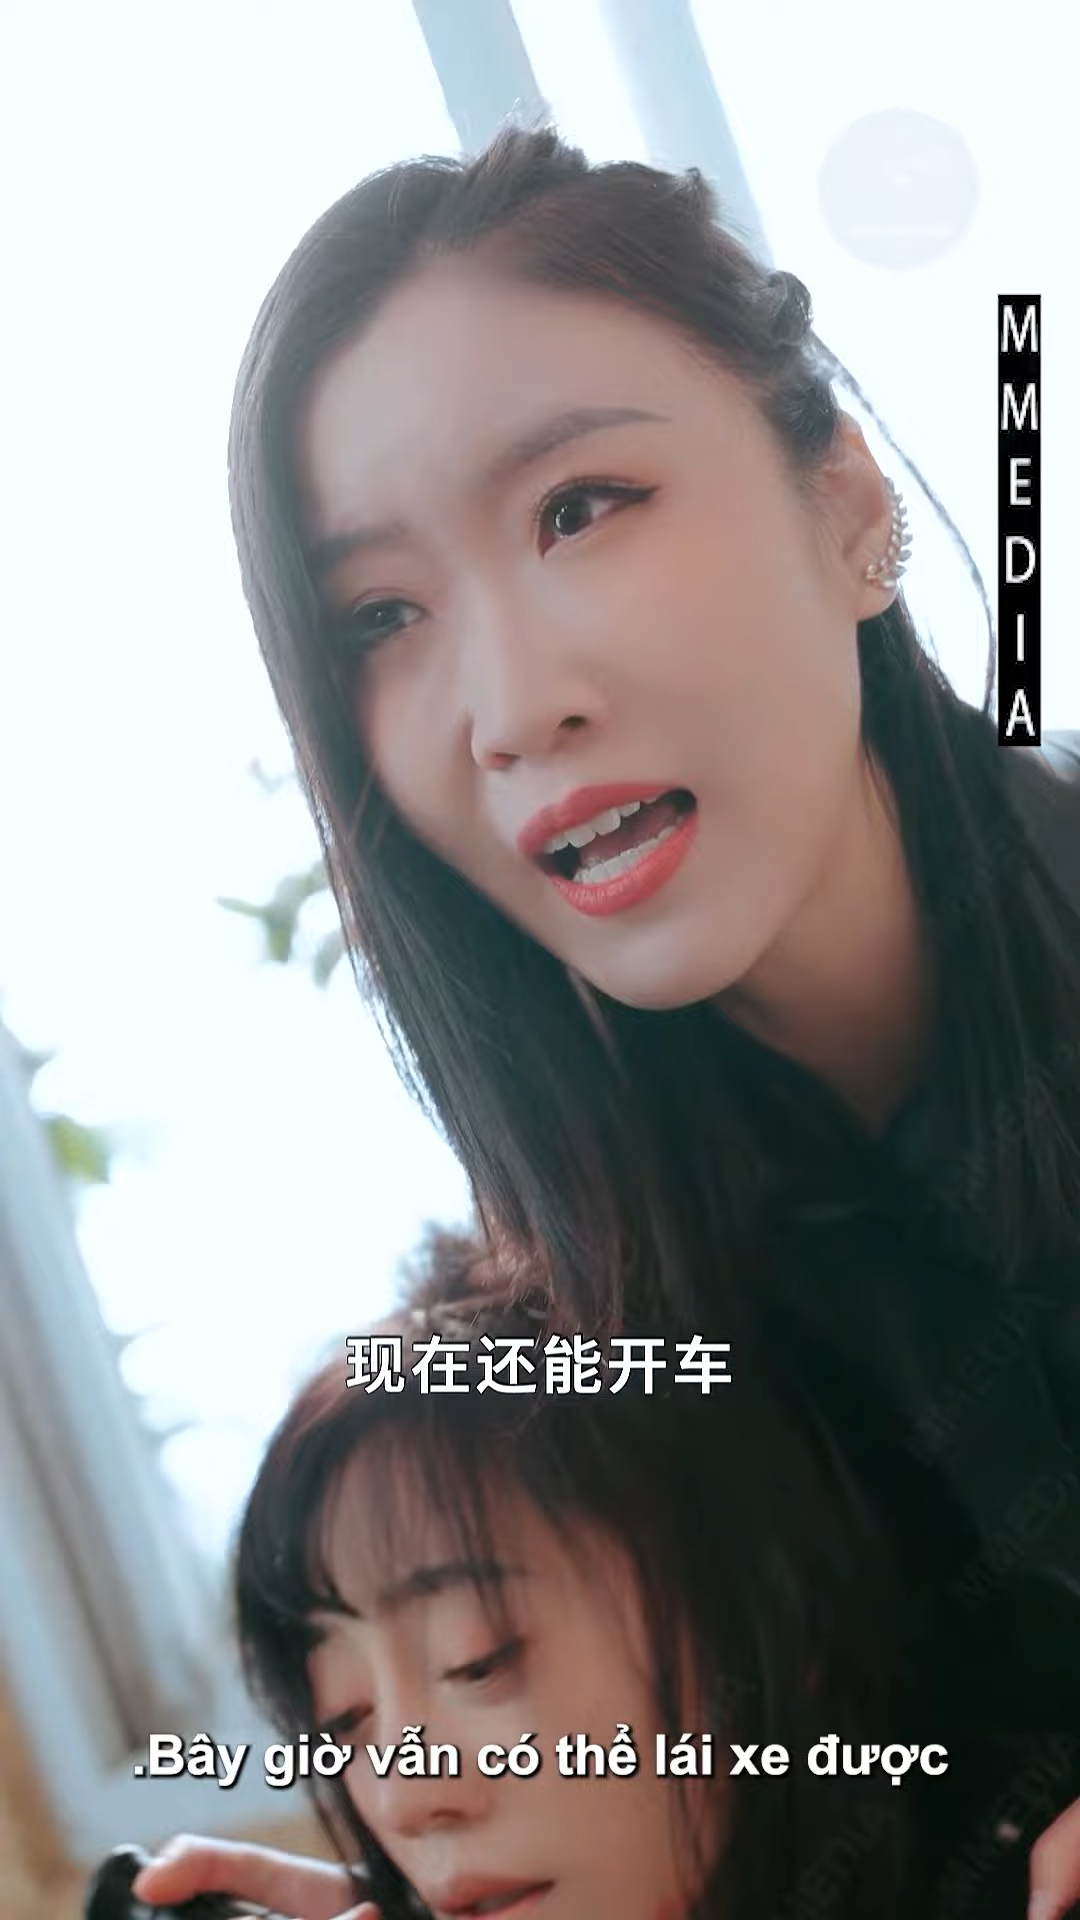 MMEDIA
现在还能开车
.Bây giờ vẫn có thể lái xe được